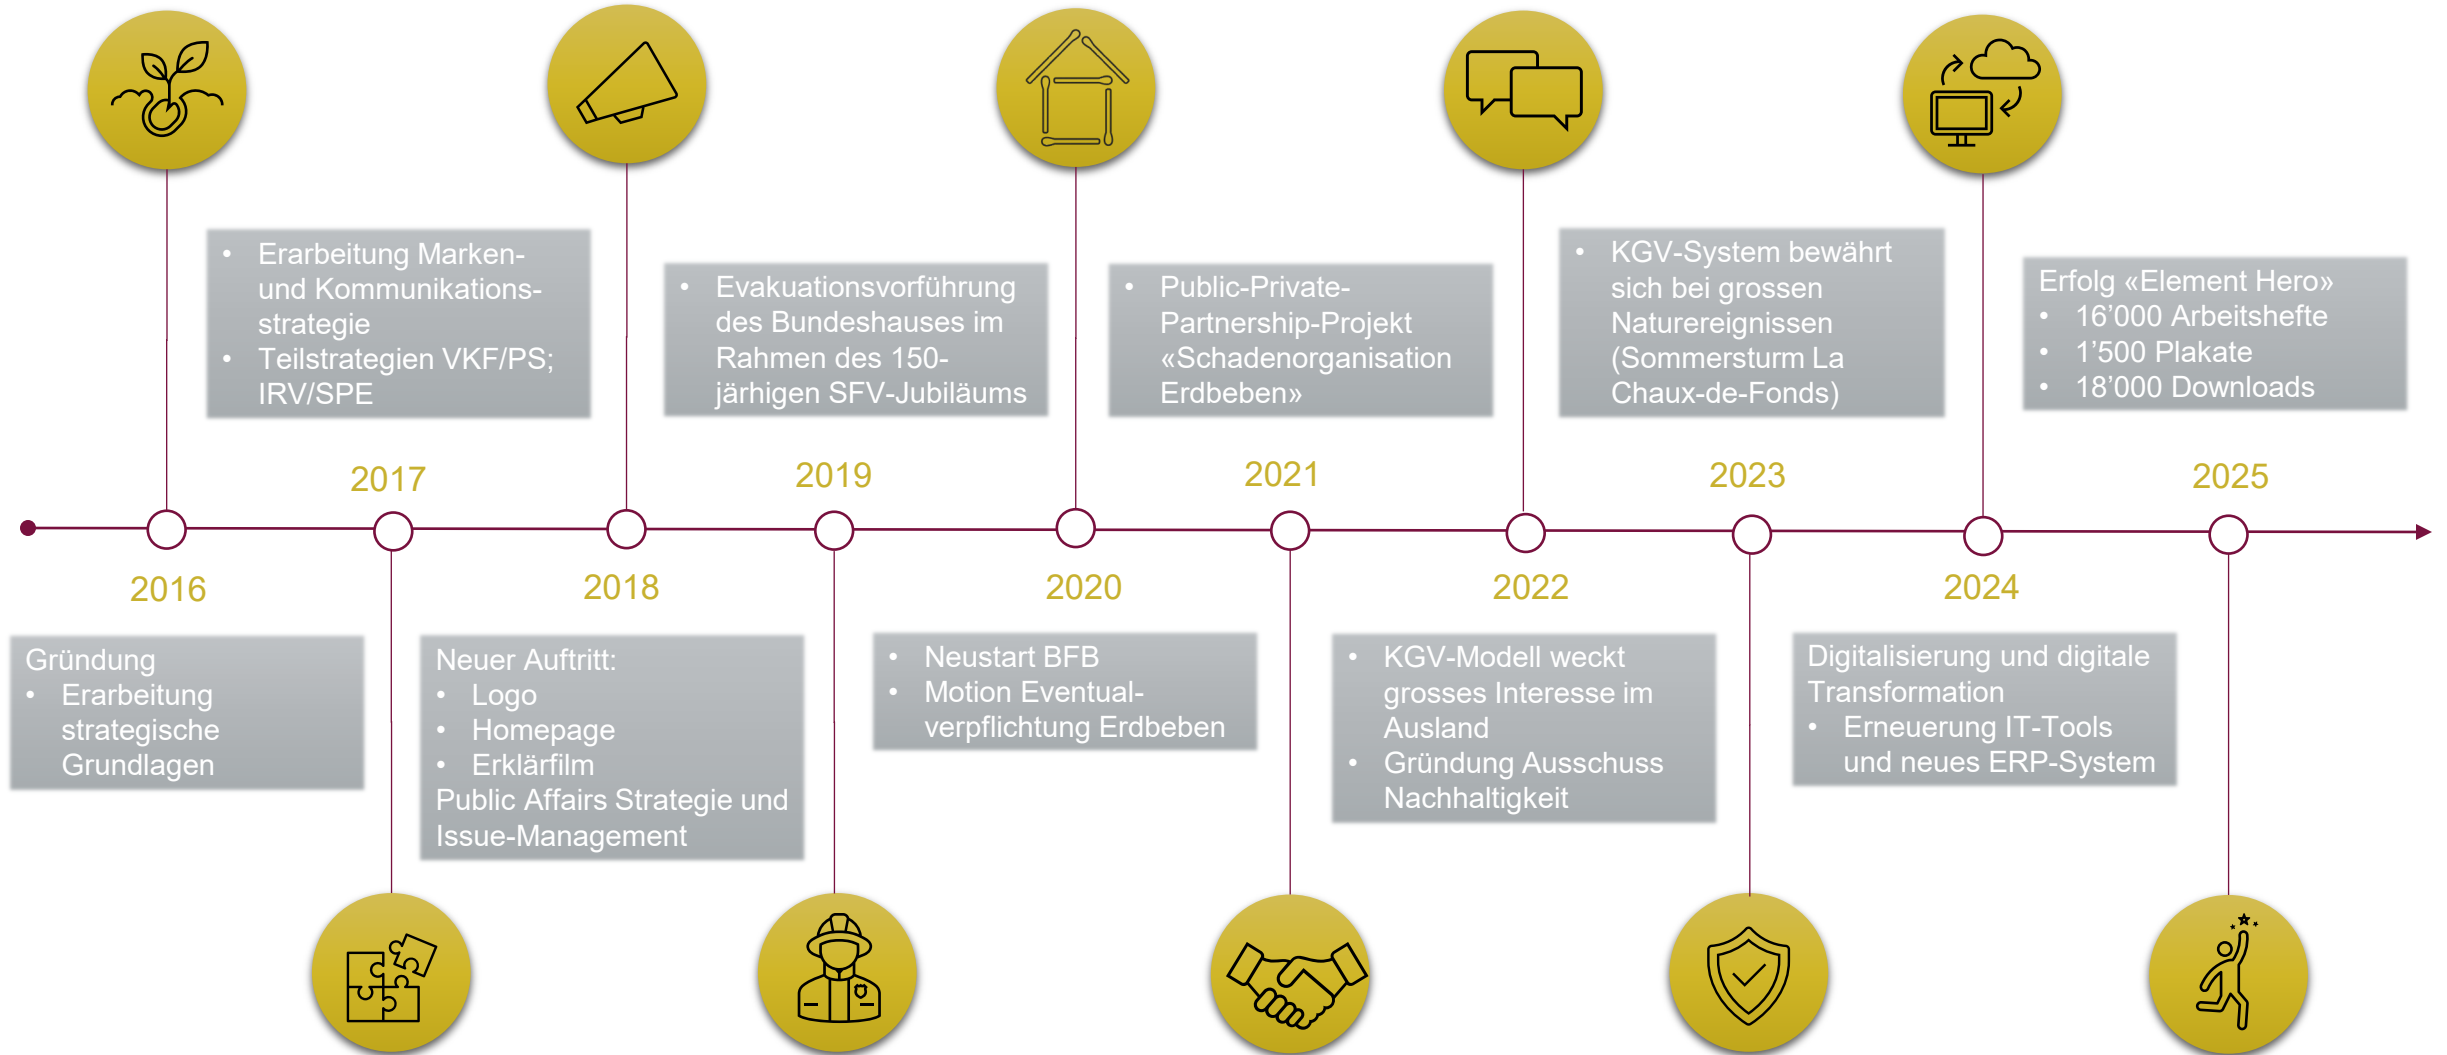 • Erarbeitung Marken-
und Kommunikations-
strategie
• Teilstrategien VKF/PS;
IRV/SPE
2017
• Evakuationsvorführung
des Bundeshauses im
Rahmen des 150-
järhigen SFV-Jubiläums
2019
• Public-Private-
Partnership-Projekt
«Schadenorganisation
Erdbeben»
2021
• KGV-System bewährt
sich bei grossen
Naturereignissen
(Sommersturm La
Chaux-de-Fonds)
2023
Erfolg «Element Hero»
• 16’000 Arbeitshefte
• 1’500 Plakate
• 18’000 Downloads
2025
2016
Gründung
• Erarbeitung
strategische
Grundlagen
2018
Neuer Auftritt:
• Logo
• Homepage
• Erklärfilm
Public Affairs Strategie und
Issue-Management
2020
• Neustart BFB
• Motion Eventual-
verpflichtung Erdbeben
2022
• KGV-Modell weckt
grosses Interesse im
Ausland
• Gründung Ausschuss
Nachhaltigkeit
2024
Digitalisierung und digitale
Transformation
• Erneuerung IT-Tools
und neues ERP-System